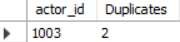 actor_id Duplicates
1003 2